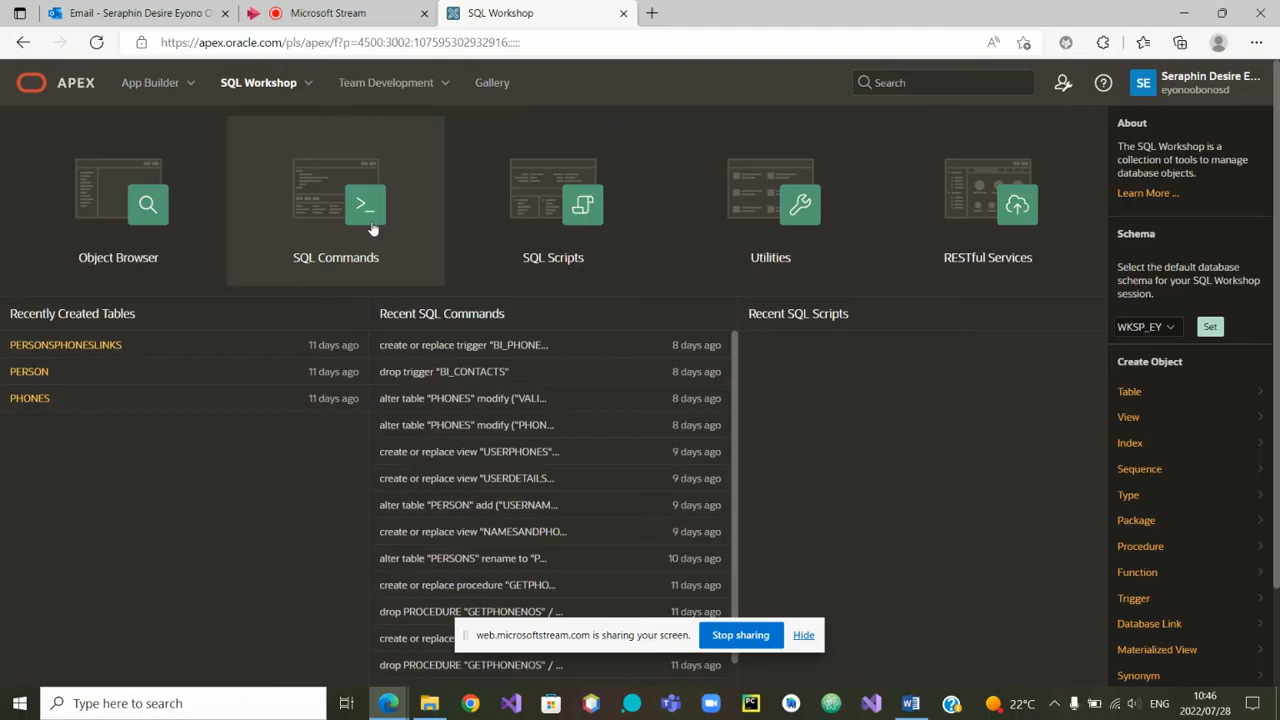 Email - Seraphin Desire Eyono O
Microsoft Stream
SQL Workshop
https://apex.oracle.com/pls/apex/f?p=4500:3002:107595302932916:::::
APEX
App Builder
SQL Workshop
Team Development
Gallery
Search
SE
Seraphin Desire E...
eyonoobonosd
Object Browser
SQL Commands
SQL Scripts
Utilities
RESTful Services
About
The SQL Workshop is a
collection of tools to manage
database objects.
Learn More ...
Schema
Select the default database
schema for your SQL Workshop
session.
WKSP_EY
Set
Recently Created Tables
PERSONSPHONESLINKS 11 days ago
PERSON 11 days ago
PHONES 11 days ago
Recent SQL Commands
create or replace trigger "BI_PHONE... 8 days ago
drop trigger "BI_CONTACTS" 8 days ago
alter table "PHONES" modify ("VALI... 8 days ago
alter table "PHONES" modify ("PHON... 8 days ago
create or replace view "USERPHONES"... 9 days ago
create or replace view "USERDETAILS... 9 days ago
alter table "PERSON" add ("USERNAM... 9 days ago
create or replace view "NAMESANDPHO... 9 days ago
alter table "PERSONS" rename to "P... 10 days ago
create or replace procedure "GETPHO... 11 days ago
drop PROCEDURE "GETPHONENOS" / ... 11 days ago
create or replace
drop PROCEDURE "GETPHONENOS" / ... 11 days ago
Recent SQL Scripts
Create Object
Table
View
Index
Sequence
Type
Package
Procedure
Function
Trigger
Database Link
Materialized View
Synonym
web.microsoftstream.com is sharing your screen.
Stop sharing
Hide
Type here to search
PC
22°C
ENG
10:46
2022/07/28